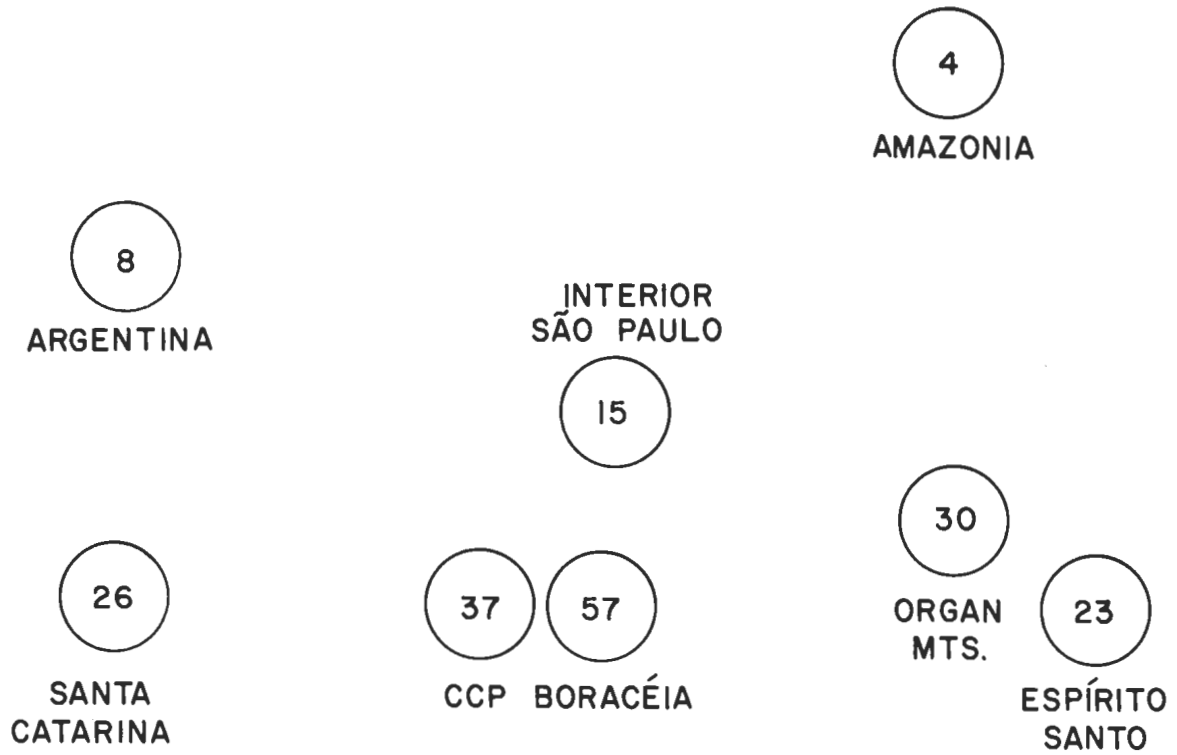 4
AMAZONIA
8
ARGENTINA
INTERIOR
SÃO PAULO
15
30
ORGAN
MTS.
26
SANTA
CATARINA
37
CCP
57
BORACÉIA
23
ESPÍRITO
SANTO